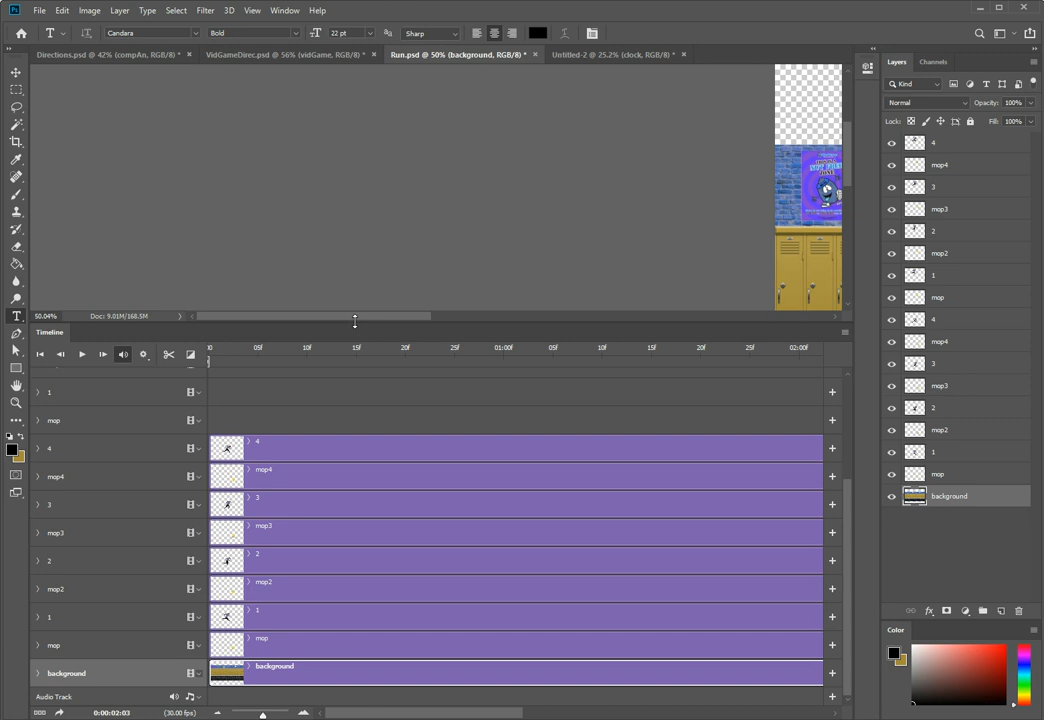 Ps File Edit Image Layer Type Select Filter 3D View Window Help
T Candara Bold 22 pt Sharp
Directions.psd @ 42% (compAn, RGB/8) * × VidGameDirec.psd @ 56% (vidGame, RGB/8) * × Run.psd @ 50% (background, RGB/8) * × Untitled-2 @ 25.2% (clock, RGB/8) * ×
Layers Channels
Kind
Normal Opacity: 100%
Lock: Fill: 100%
4
mop4
3
mop3
2
mop2
1
mop
4
mop4
3
mop3
2
mop2
1
mop
background
50.04% Doc: 9.01M/168.5M
Timeline
00 05f 10f 15f 20f 25f 01:00f 05f 10f 15f 20f 25f 02:00f
1
mop
4 4
mop4 mop4
3 3
mop3 mop3
2 2
mop2 mop2
1 1
mop mop
background background
Audio Track
0:00:02:03 (30.00 fps)
Color